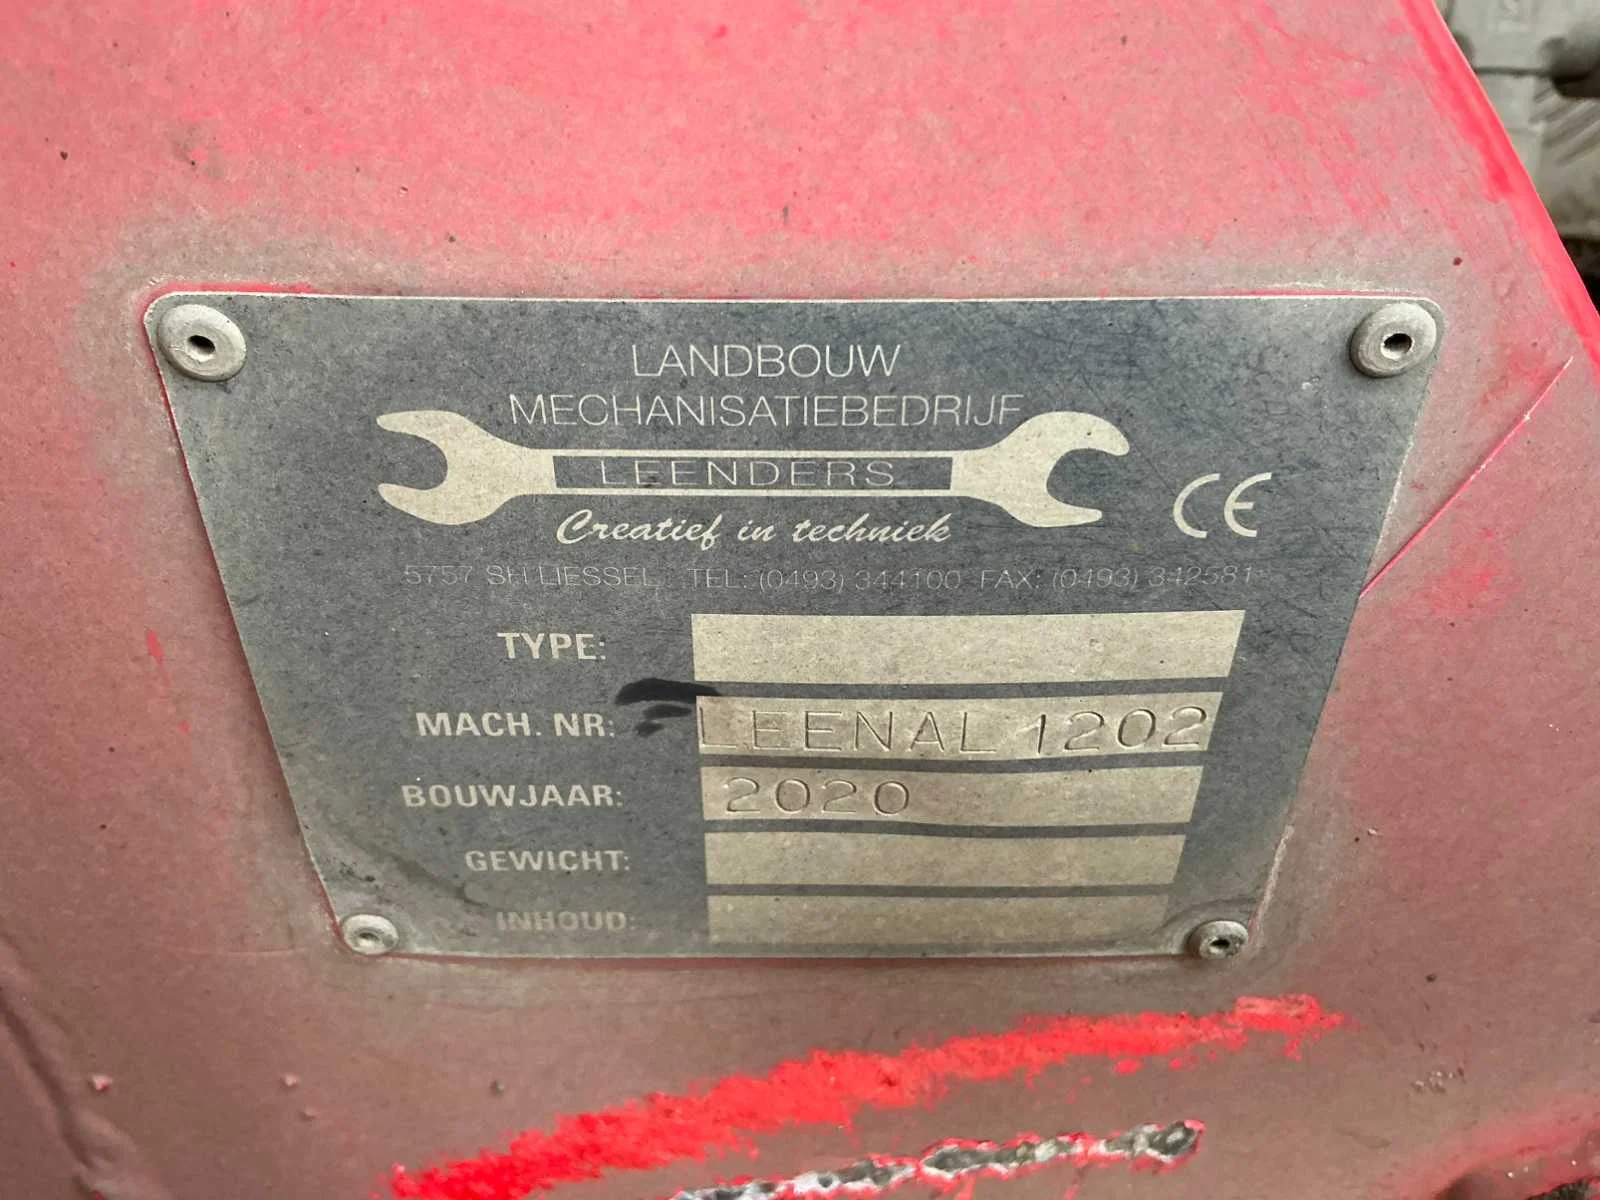 LANDBOUW
MECHANISATIEBEDRIJF
LEENDERS
Creatief in techniek
CE
5757 SH LIESSEL TEL: (0493) 344100 FAX: (0493) 342581
TYPE:
MACH. NR: LEENAL 1202
BOUWJAAR: 2020
GEWICHT:
INHOUD: